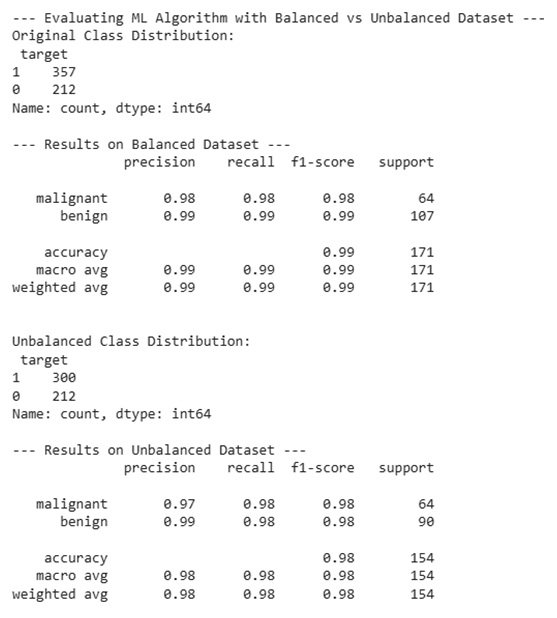 --- Evaluating ML Algorithm with Balanced vs Unbalanced Dataset ---
Original Class Distribution:
target
1 357
0 212
Name: count, dtype: int64
--- Results on Balanced Dataset ---
precision recall f1-score support
malignant 0.98 0.98 0.98 64
benign 0.99 0.99 0.99 107
accuracy 0.99 171
macro avg 0.99 0.99 0.99 171
weighted avg 0.99 0.99 0.99 171
Unbalanced Class Distribution:
target
1 300
0 212
Name: count, dtype: int64
--- Results on Unbalanced Dataset ---
precision recall f1-score support
malignant 0.97 0.98 0.98 64
benign 0.99 0.98 0.98 90
accuracy 0.98 154
macro avg 0.98 0.98 0.98 154
weighted avg 0.98 0.98 0.98 154